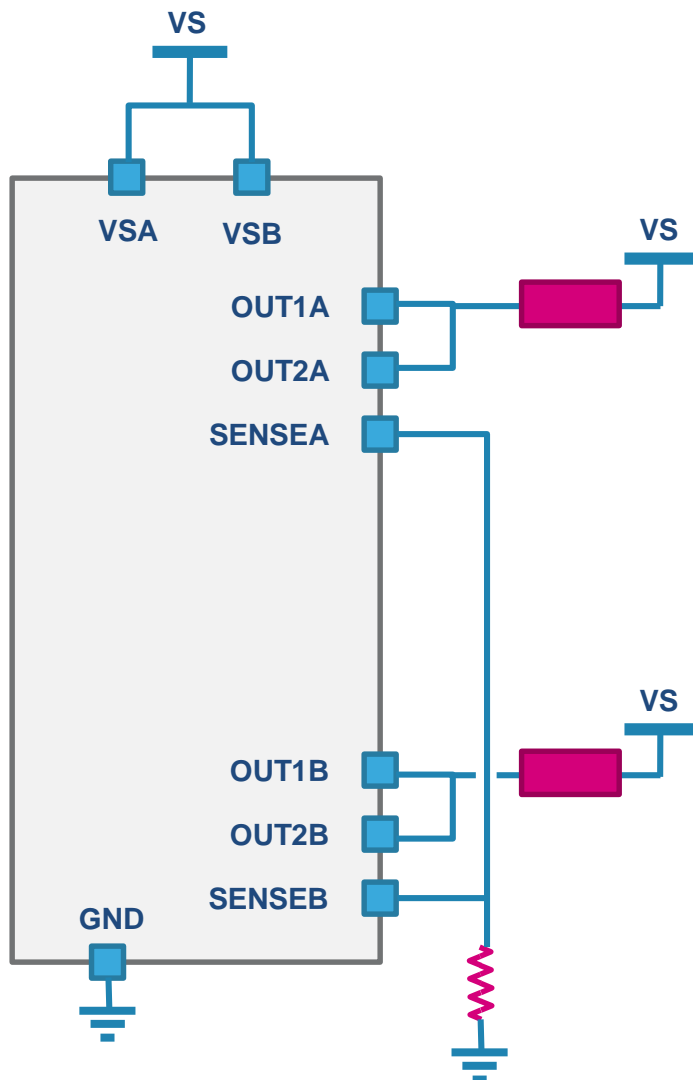 VS
VSA
VSB
VS
OUT1A
OUT2A
SENSEA
VS
OUT1B
OUT2B
SENSEB
GND